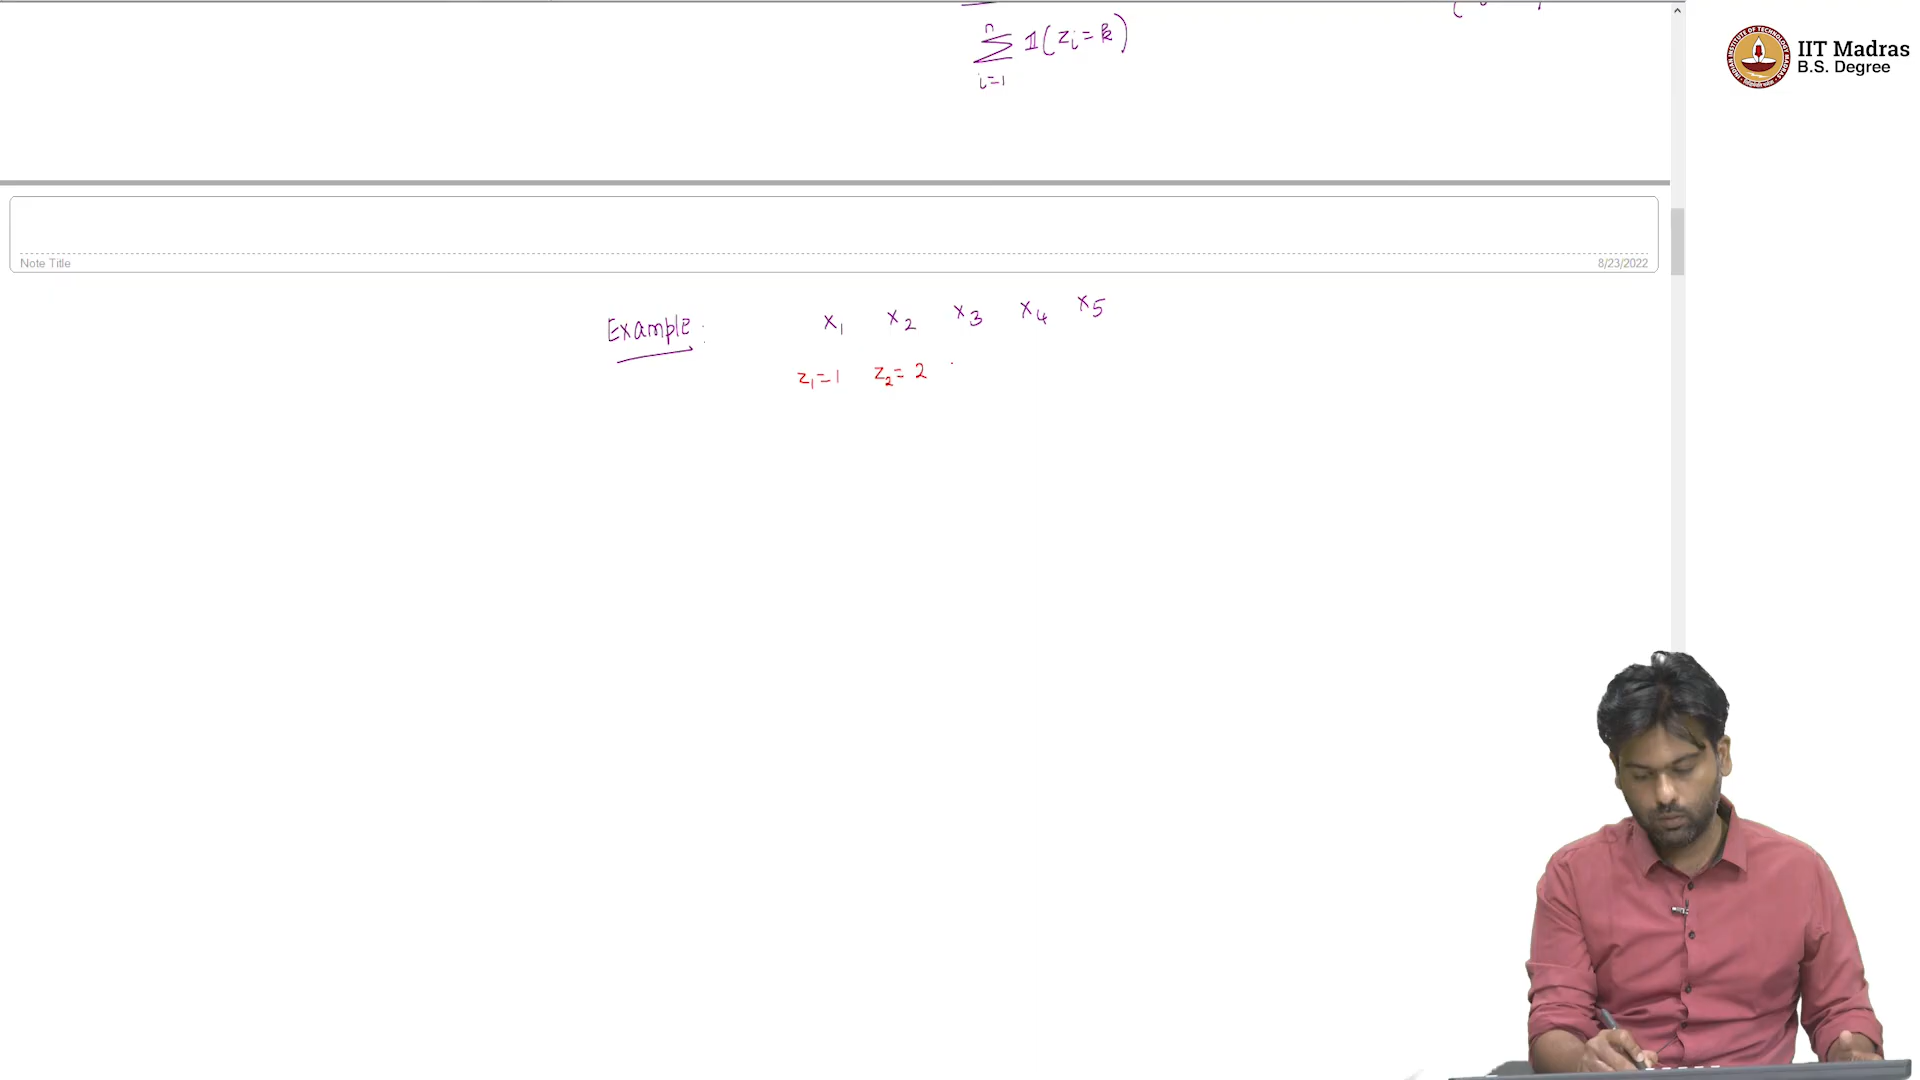 n
Σ 1(zᵢ = k)
i=1
IIT Madras
B.S. Degree
Note Title
8/23/2022
Example: x₁ x₂ x₃ x₄ x₅
z₁=1 z₂=2